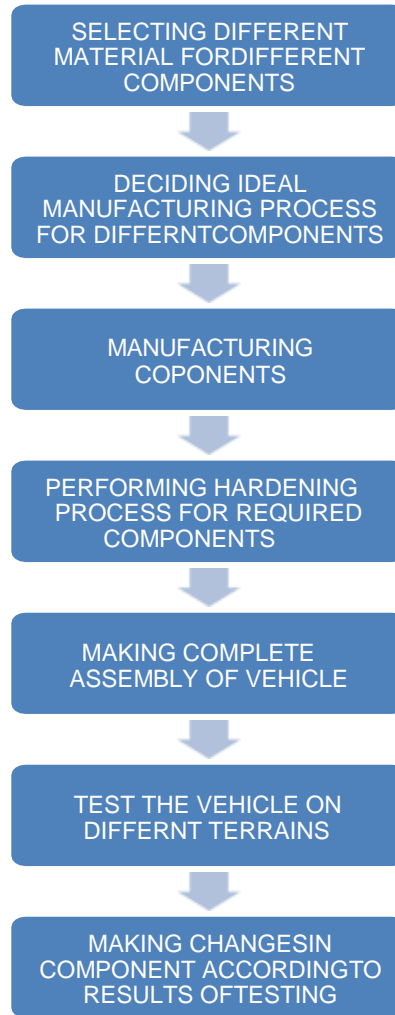 SELECTING DIFFERENT
MATERIAL FORDIFFERENT
COMPONENTS
DECIDING IDEAL
MANUFACTURING PROCESS
FOR DIFFERNTCOMPONENTS
MANUFACTURING
COPONENTS
PERFORMING HARDENING
PROCESS FOR REQUIRED
COMPONENTS
MAKING COMPLETE
ASSEMBLY OF VEHICLE
TEST THE VEHICLE ON
DIFFERNT TERRAINS
MAKING CHANGESIN
COMPONENT ACCORDINGTO
RESULTS OFTESTING